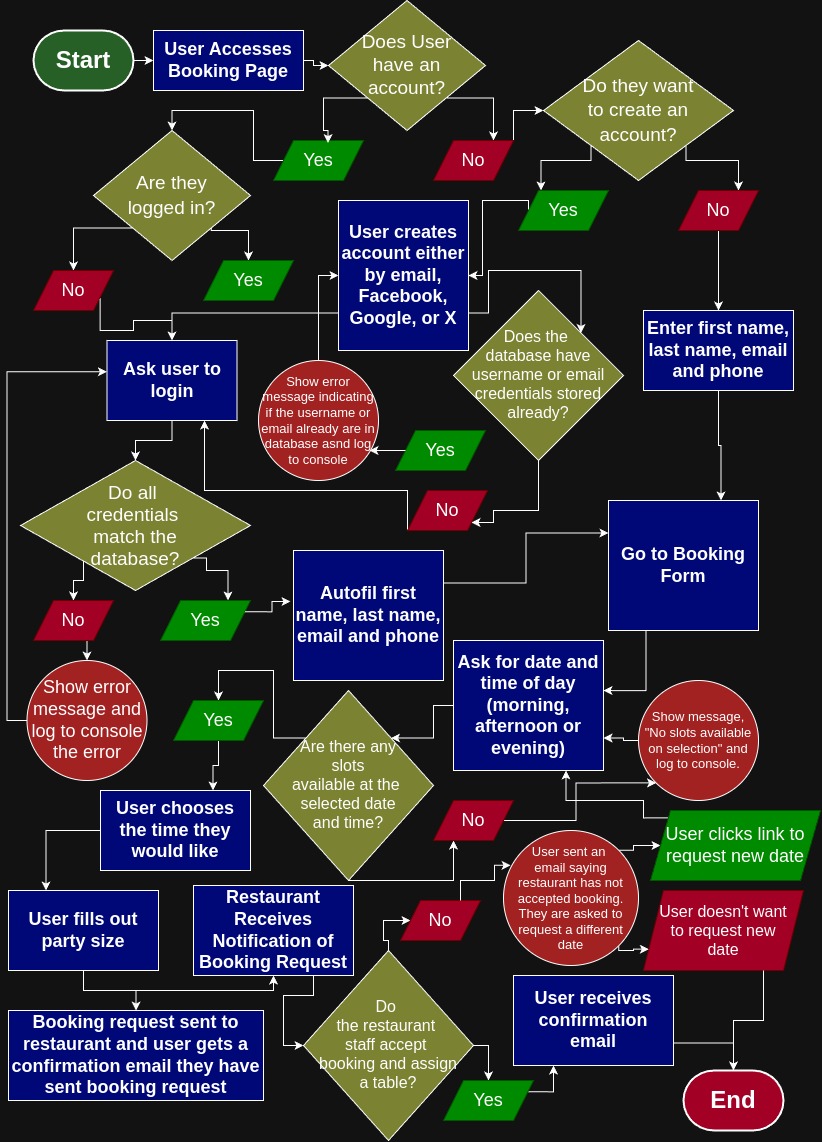 Start
User Accesses
Booking Page
Does User
have an
account?
Do they want
to create an
account?
Yes
No
Are they
logged in?
Yes
No
User creates
account either
by email,
Facebook,
Google, or X
No
Yes
Enter first name,
last name, email
and phone
Ask user to
login
Does the
database have
username or email
credentials stored
already?
Show error
message indicating
if the username or
email already are in
database asnd log
to console
Yes
No
Do all
credentials
match the
database?
Go to Booking
Form
No
Yes
Autofil first
name, last name,
email and phone
Show error
message and
log to console
the error
Ask for date and
time of day
(morning,
afternoon or
evening)
Show message,
"No slots available
on selection" and
log to console.
Yes
Are there any
slots
available at the
selected date
and time?
User chooses
the time they
would like
No
User clicks link to
request new date
User sent an
email saying
restaurant has not
accepted booking.
They are asked to
request a different
date
User fills out
party size
Restaurant
Receives
Notification of
Booking Request
No
User doesn't want
to request new
date
Booking request sent to
restaurant and user gets a
confirmation email they have
sent booking request
Do
the restaurant
staff accept
booking and assign
a table?
User receives
confirmation
email
Yes
End